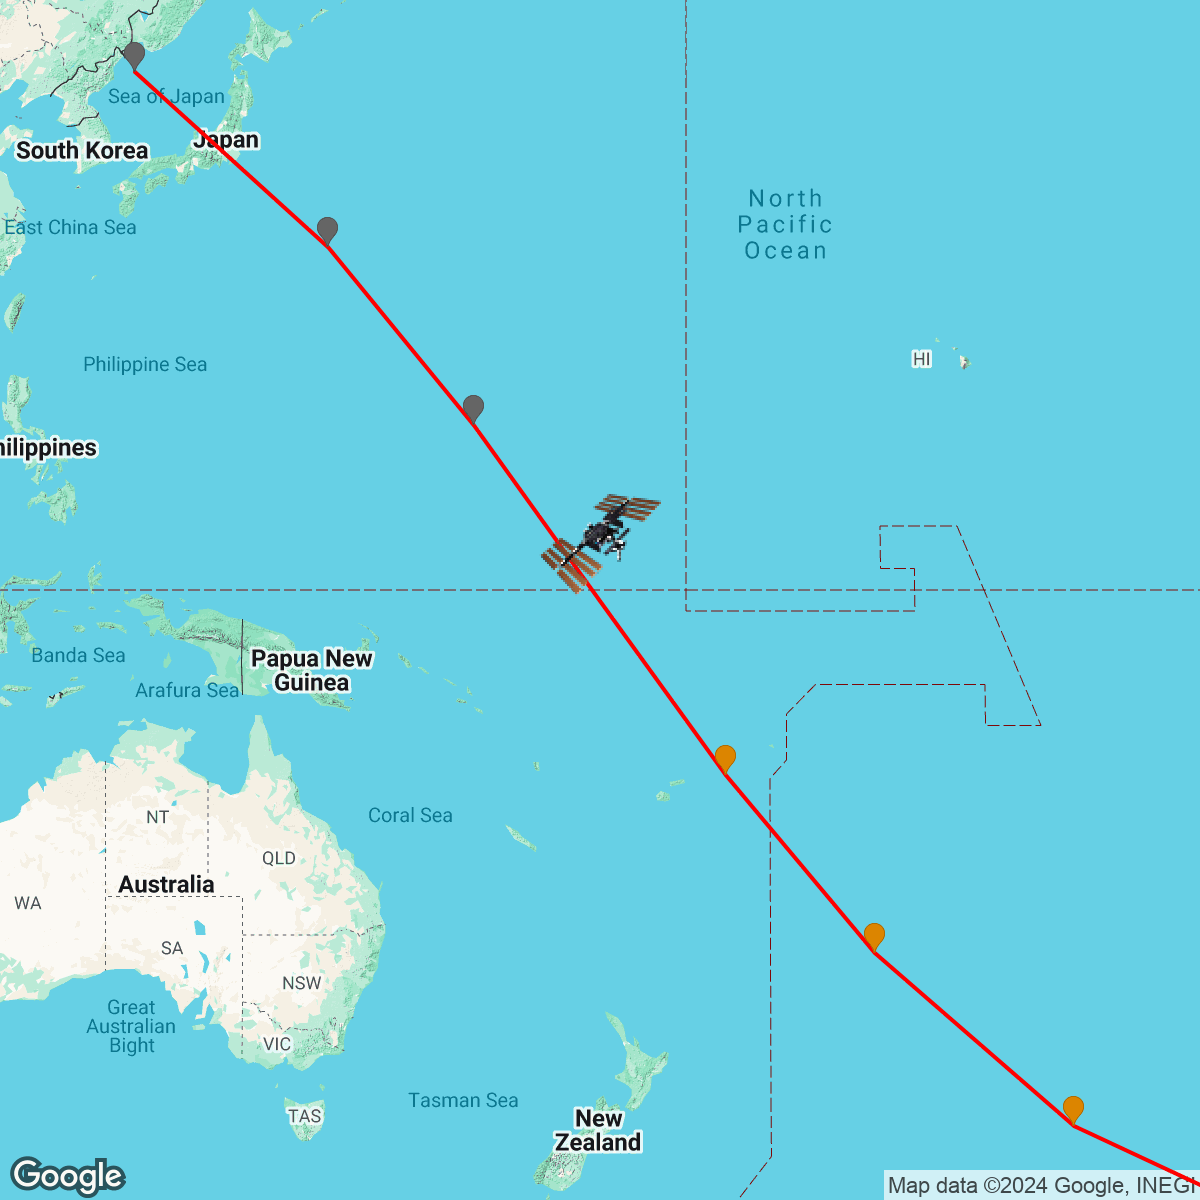 Sea of Japan
Japan
South Korea
East China Sea
North
Pacific
Ocean
Philippine Sea
HI
hilippines
Papua New
Guinea
Banda Sea
Arafura Sea
NT
Coral Sea
QLD
Australia
WA
SA
NSW
Great
Australian
Bight
VIC
TAS
Tasman Sea
New
Zealand
Google
Map data ©2024 Google, INEGI